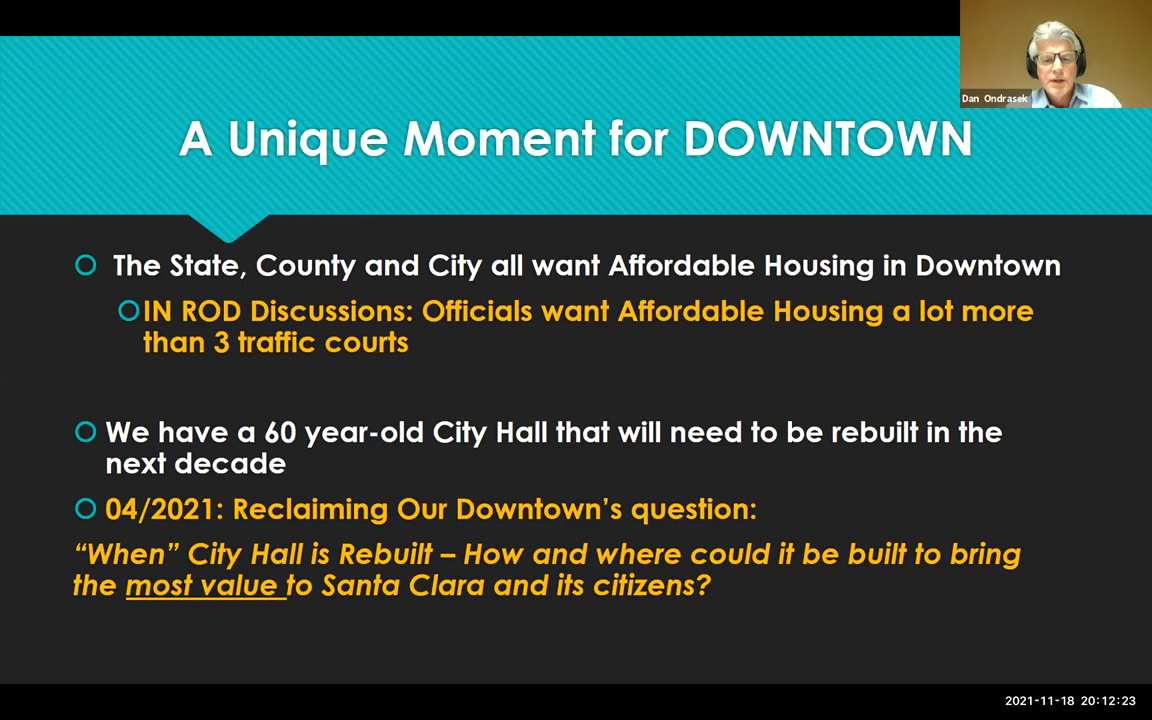 Dan Ondrasek
A Unique Moment for DOWNTOWN
The State, County and City all want Affordable Housing in Downtown
IN ROD Discussions: Officials want Affordable Housing a lot more
than 3 traffic courts
We have a 60 year-old City Hall that will need to be rebuilt in the
next decade
04/2021: Reclaiming Our Downtown’s question:
“When” City Hall is Rebuilt – How and where could it be built to bring
the most value to Santa Clara and its citizens?
2021-11-18 20:12:23